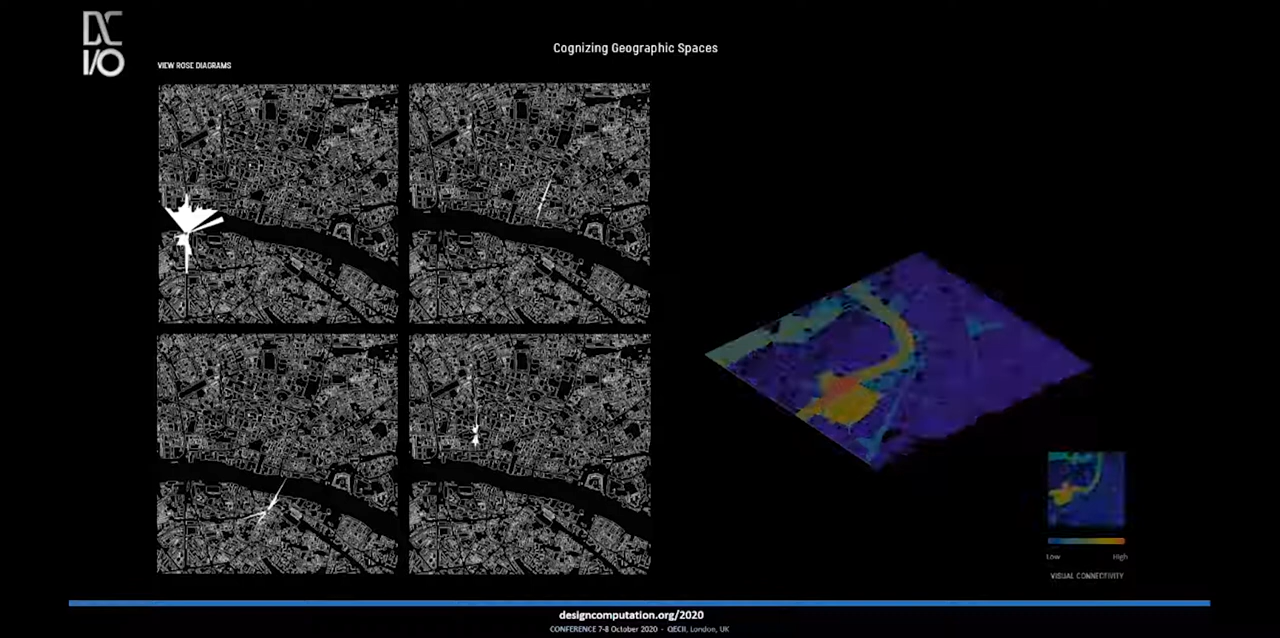 DC
I/O
Cognizing Geographic Spaces
VIEW ROSE DIAGRAMS
Low High
VISUAL CONNECTIVITY
designcomputation.org/2020
CONFERENCE 7-8 October 2020 - QECII, London, UK